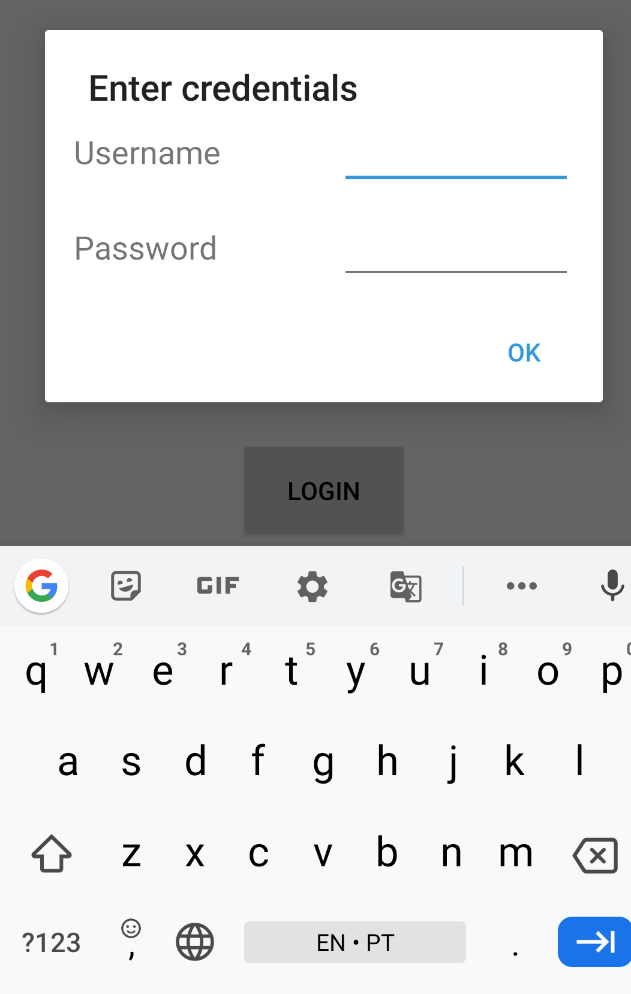 Enter credentials
Username
Password
OK
LOGIN
G GIF G
1 2 3 4 5 6 7 8 9
q w e r t y u i o p
a s d f g h j k l
z x c v b n m
?123 , EN • PT .